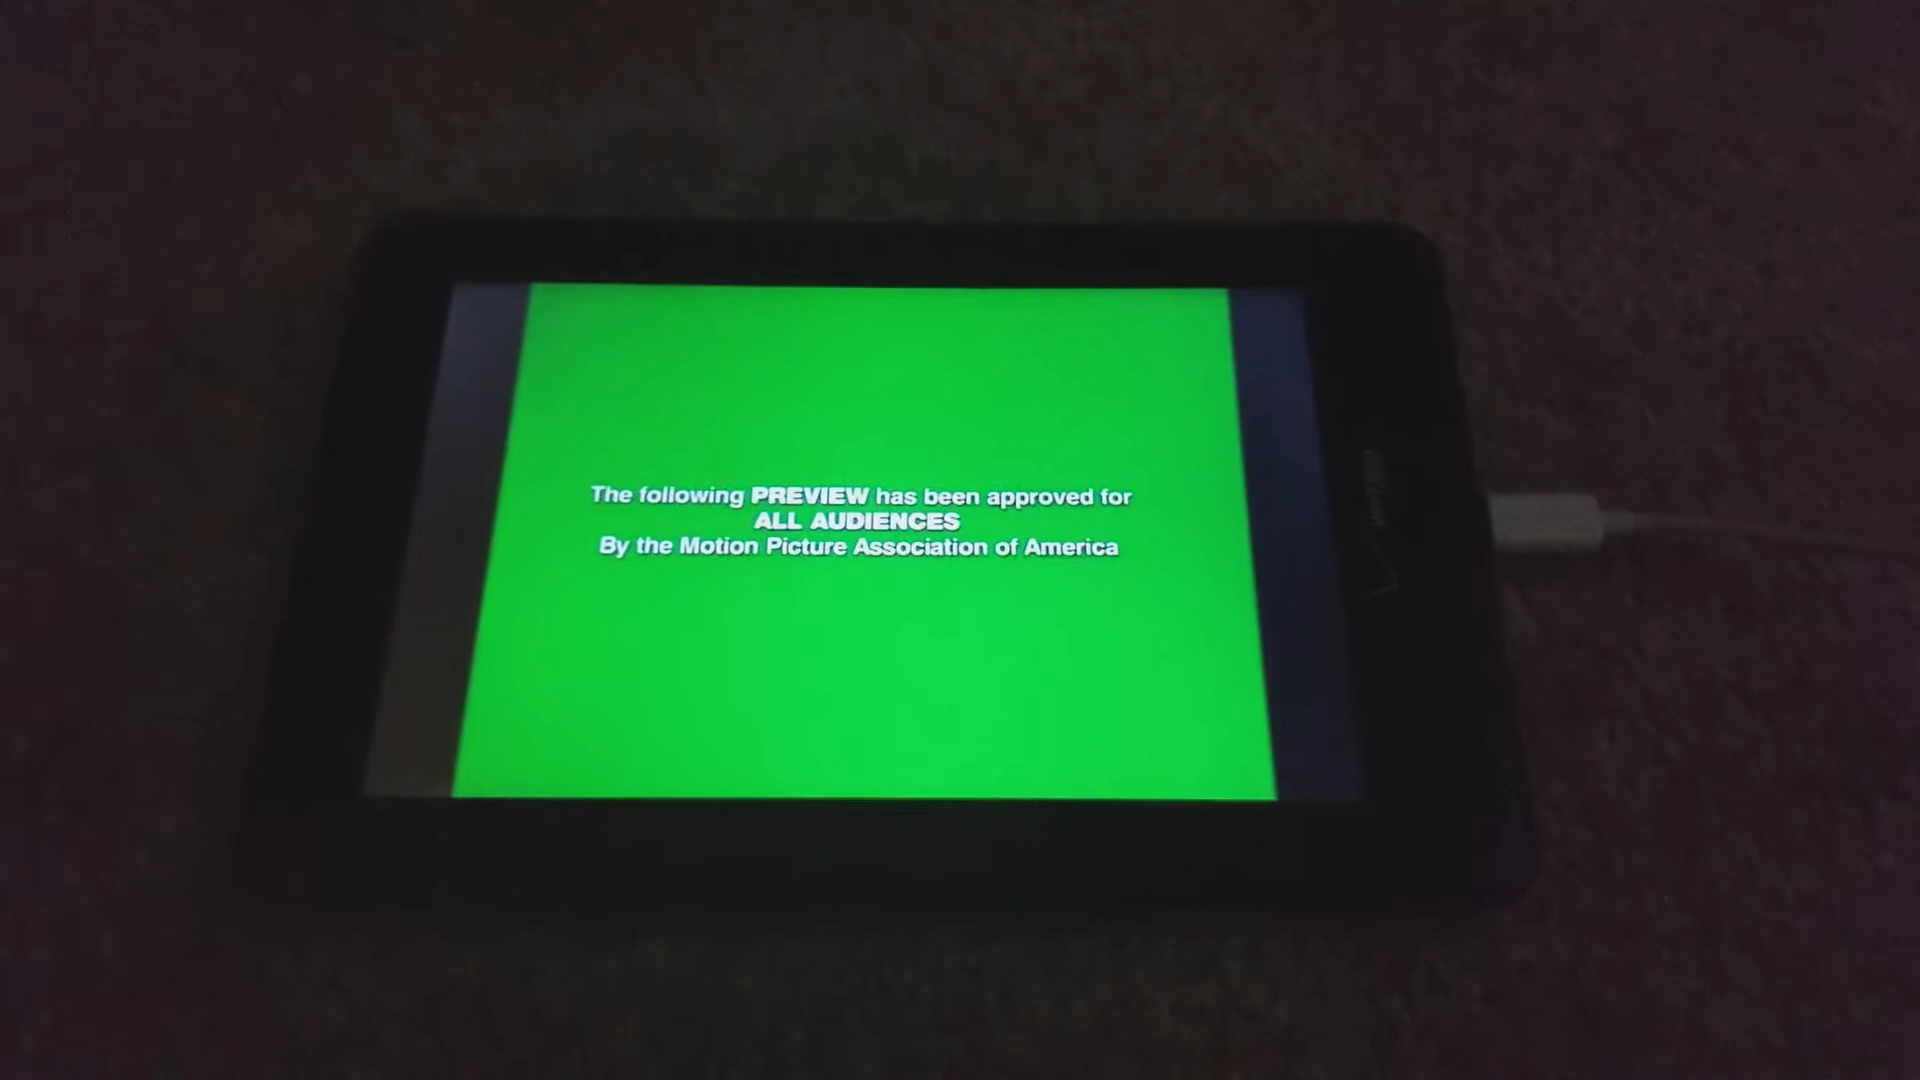 The following PREVIEW has been approved for
ALL AUDIENCES
By the Motion Picture Association of America